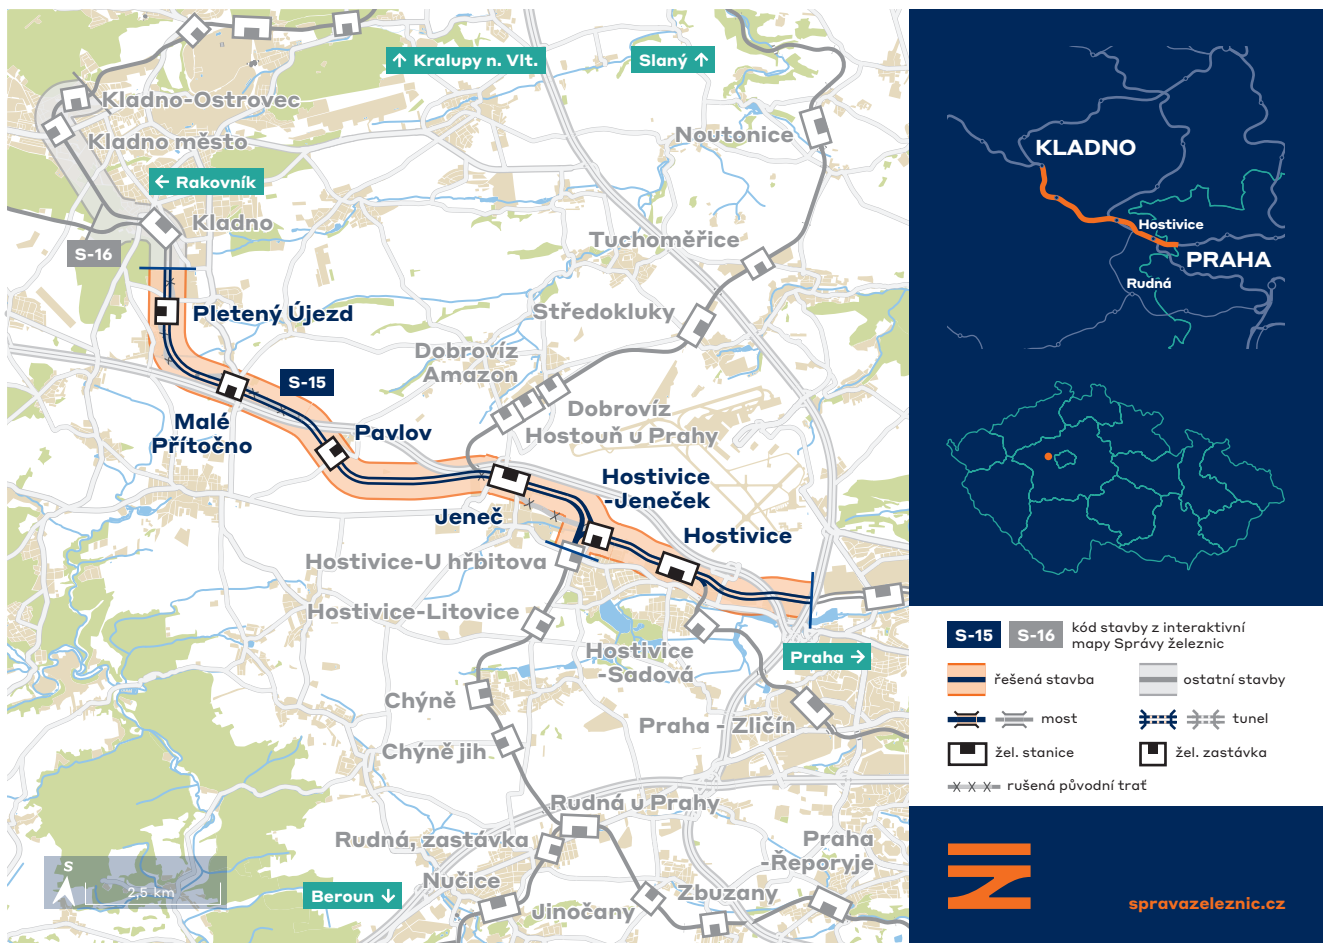 Kralupy n. Vlt.
Slaný
Kladno-Ostrovec
Kladno město
Noutonice
Rakovník
Kladno
S-16
Tuchoměřice
Pletený Újezd
Středokluky
Dobrovíz
Amazon
S-15
Dobrovíz
Hostouň u Prahy
Malé
Přítočno
Pavlov
Hostivice
-Jeneček
Jeneč
Hostivice
Hostivice-U hřbitova
Hostivice-Litovice
Hostivice
-Sadová
Praha
Chýně
Praha - Zličín
Chýně jih
Rudná u Prahy
Rudná, zastávka
Praha
-Řeporyje
Nučice
Zbuzany
Jinočany
Beroun
S
2,5 km
KLADNO
Hostivice
PRAHA
Rudná
S-15
S-16
kód stavby z interaktivní
mapy Správy železnic
řešená stavba
ostatní stavby
most
tunel
žel. stanice
žel. zastávka
rušená původní trať
spravazeleznic.cz